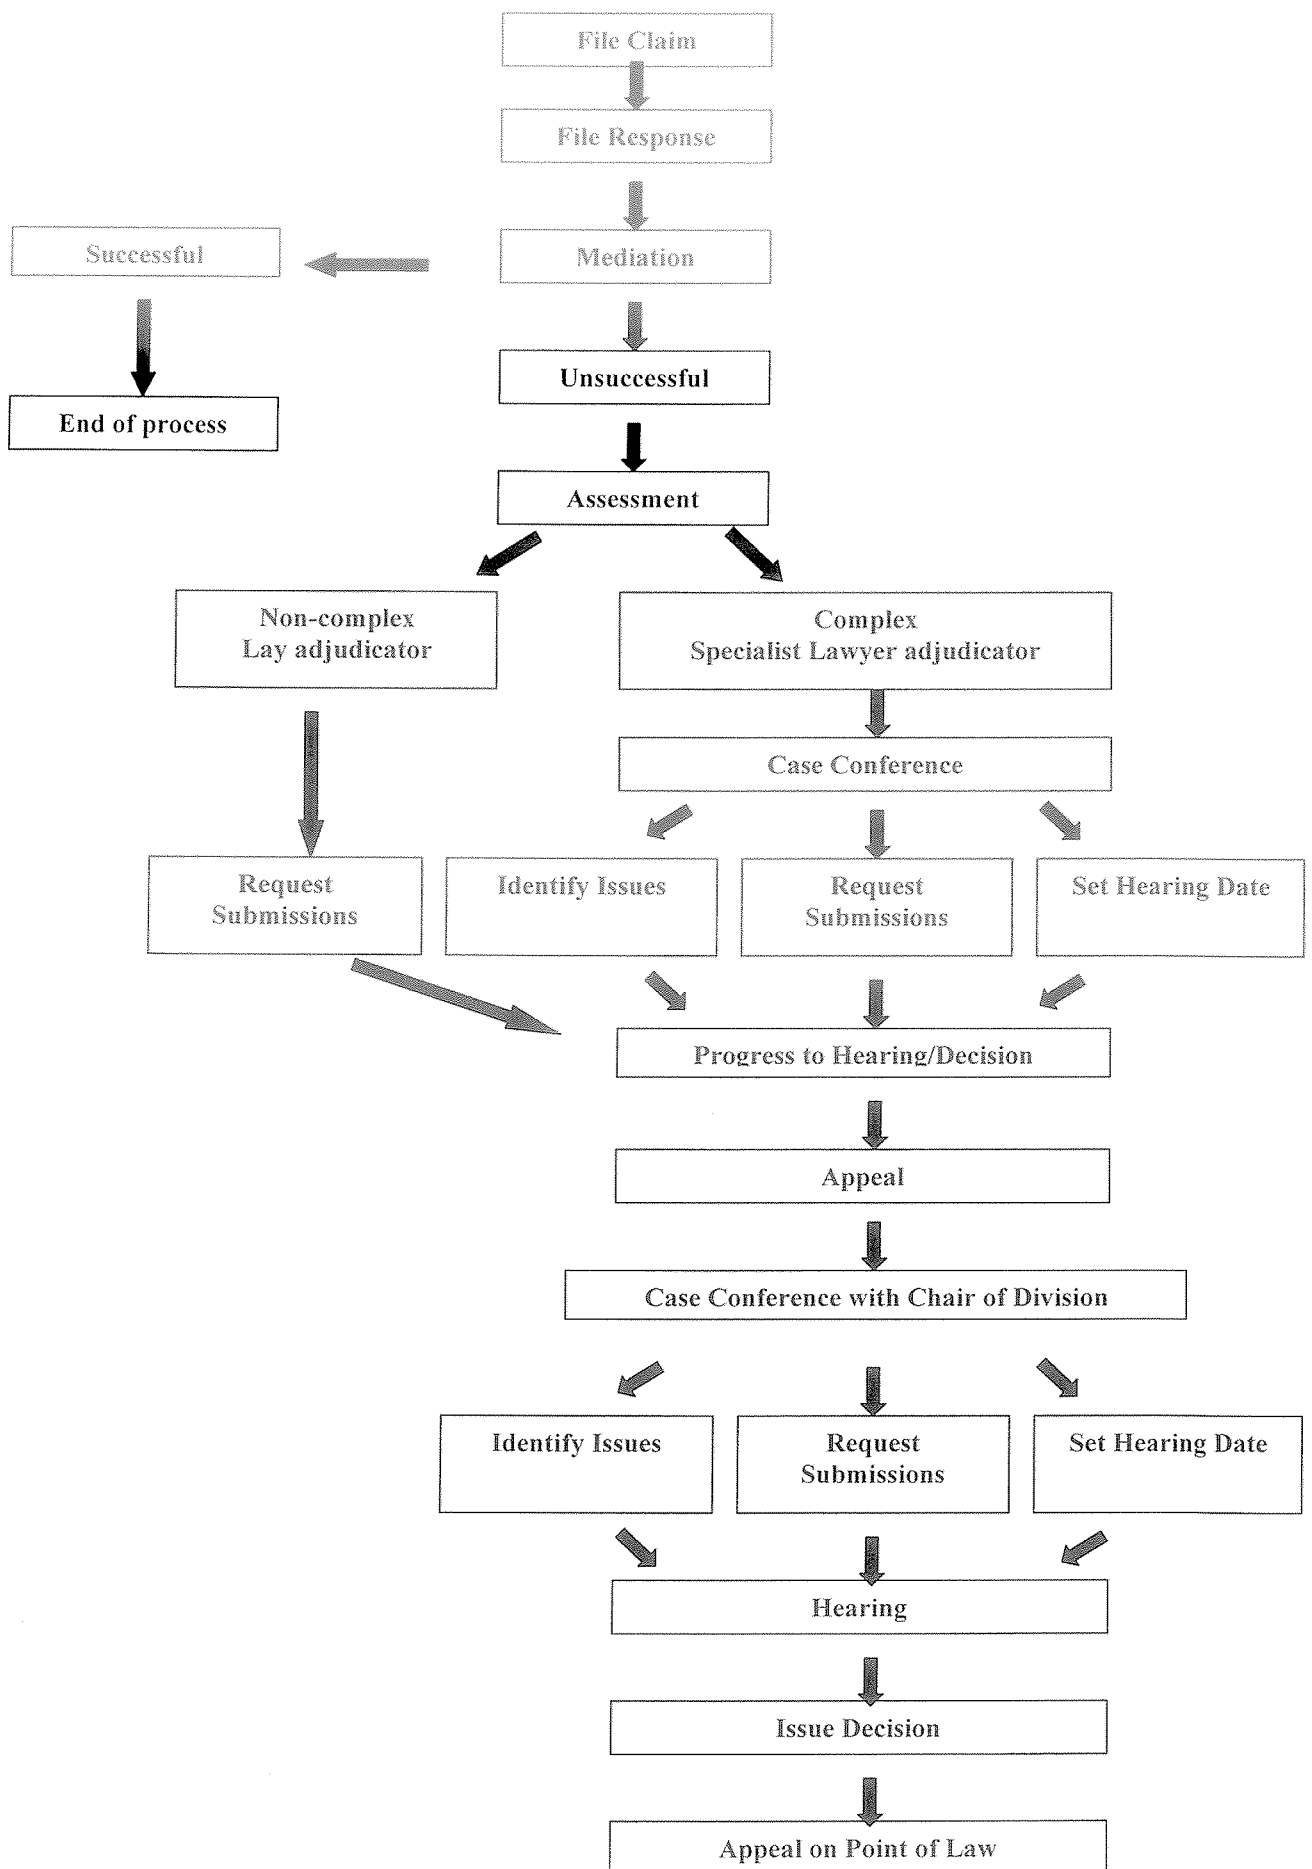 File Claim
File Response
Successful
Mediation
Unsuccessful
End of process
Assessment
Non-complex
Lay adjudicator
Complex
Specialist Lawyer adjudicator
Case Conference
Request
Submissions
Identify Issues
Request
Submissions
Set Hearing Date
Progress to Hearing/Decision
Appeal
Case Conference with Chair of Division
Identify Issues
Request
Submissions
Set Hearing Date
Hearing
Issue Decision
Appeal on Point of Law